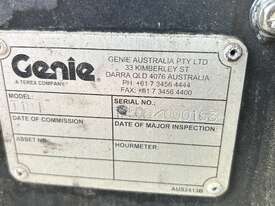 Genie
A TEREX COMPANY
GENIE AUSTRALIA PTY LTD
33 KIMBERLEY ST
DARRA QLD 4076 AUSTRALIA
PH: +61 7 3456 4444
FAX: +61 7 3456 4400
MODEL
SERIAL NO.
DATE OF COMMISSION
DATE OF MAJOR INSPECTION
ASSET NO.
HOURMETER:
AUS2413B